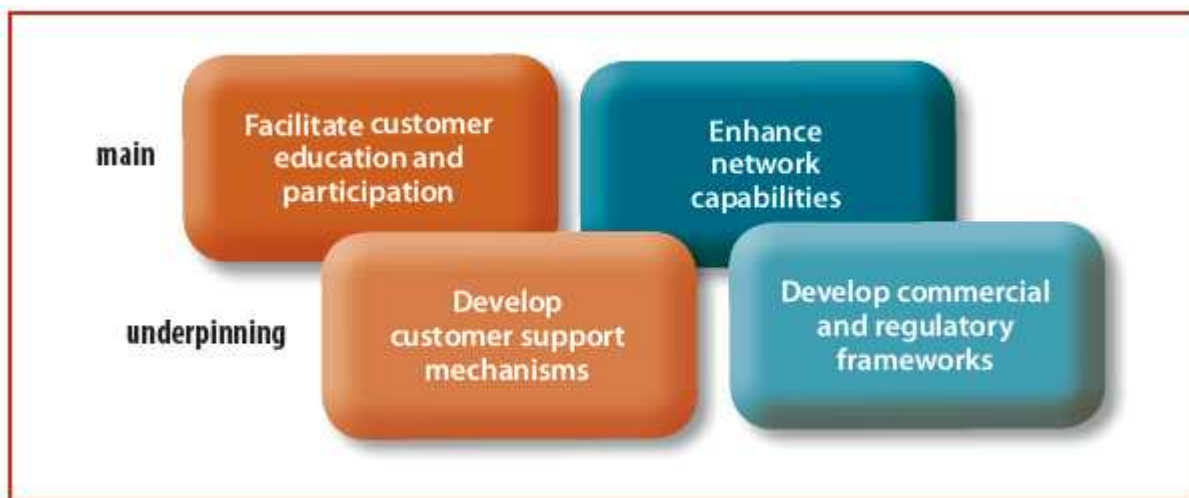 main
Facilitate customer
education and
participation
Enhance
network
capabilities
underpinning
Develop
customer support
mechanisms
Develop commercial
and regulatory
frameworks